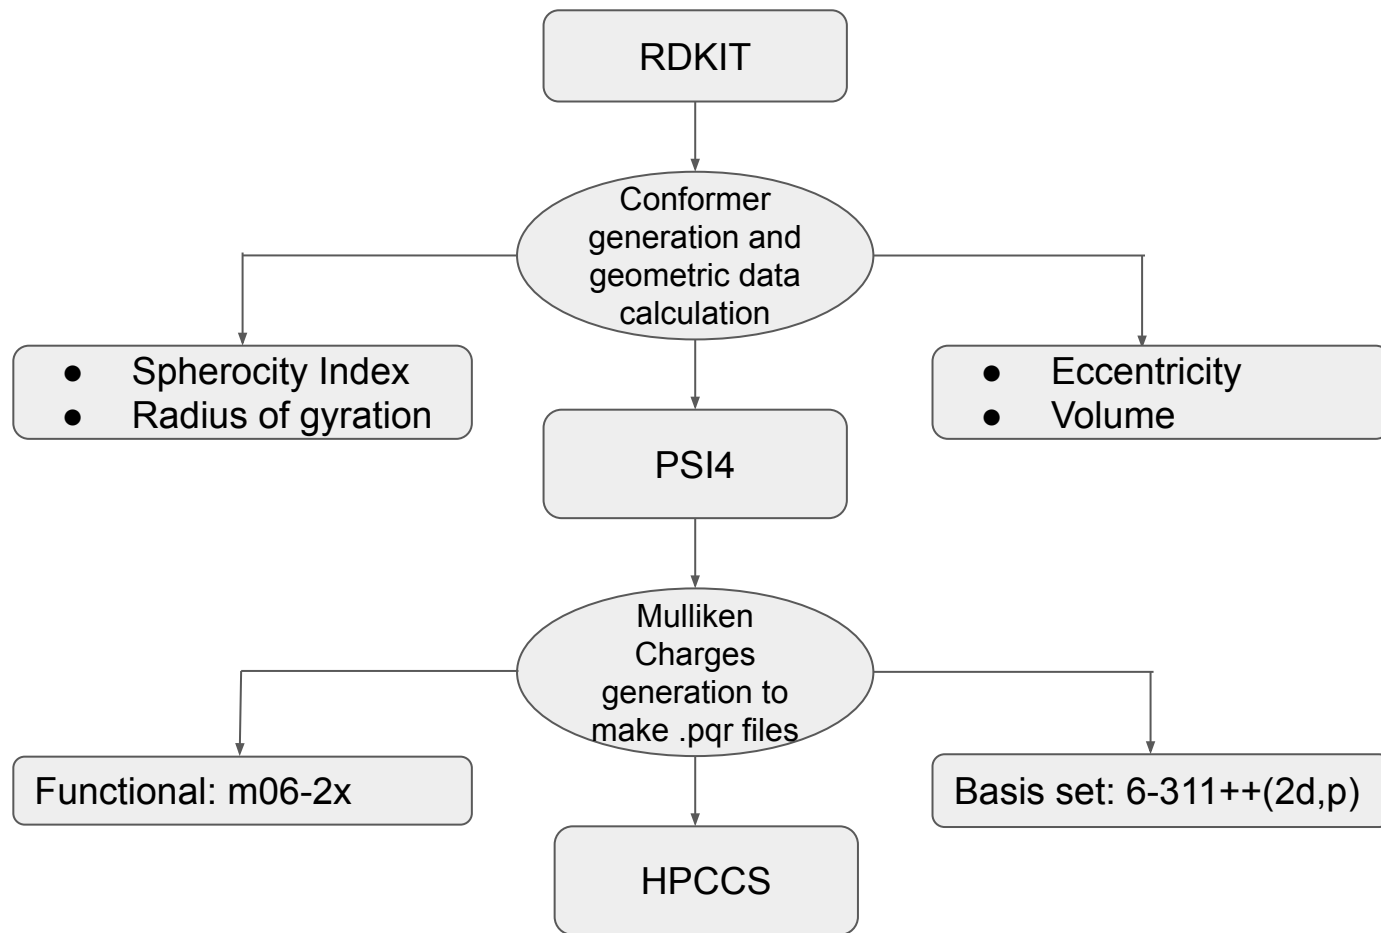 RDKIT
Conformer
generation and
geometric data
calculation
● Spherocity Index
● Radius of gyration
● Eccentricity
● Volume
PSI4
Mulliken
Charges
generation to
make .pqr files
Functional: m06-2x
Basis set: 6-311++(2d,p)
HPCCS